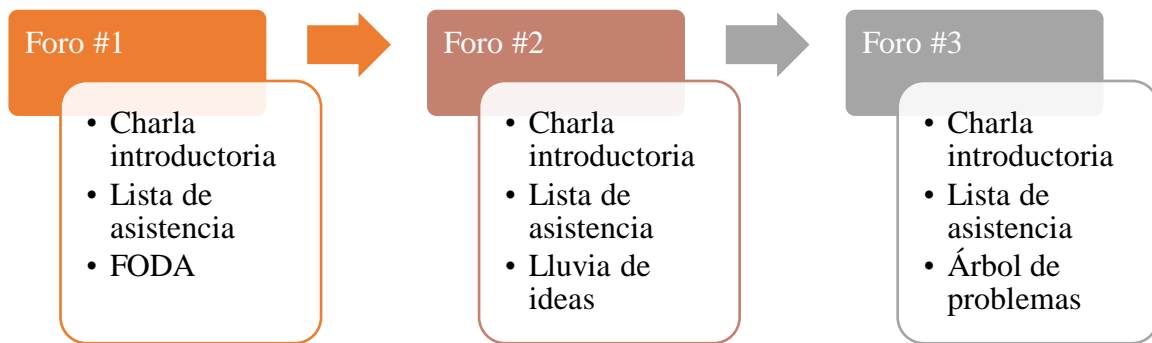 Foro #1
• Charla
introductoria
• Lista de
asistencia
• FODA
Foro #2
• Charla
introductoria
• Lista de
asistencia
• Lluvia de
ideas
Foro #3
• Charla
introductoria
• Lista de
asistencia
• Árbol de
problemas